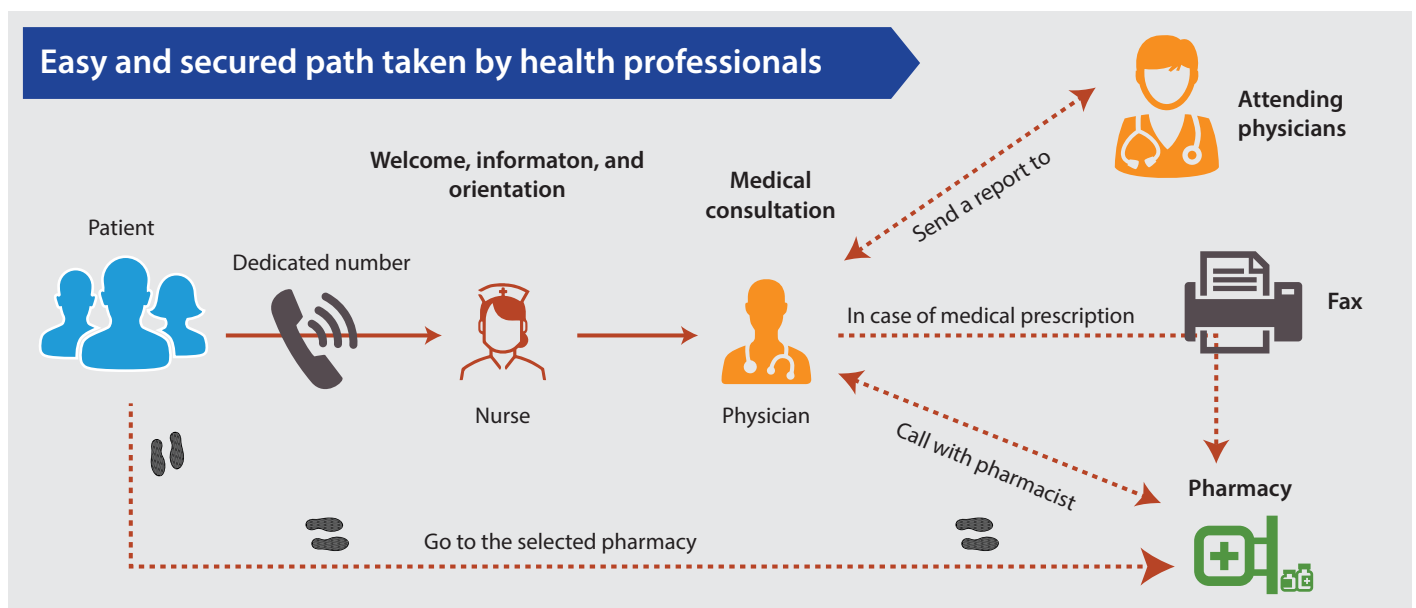 Easy and secured path taken by health professionals
Attending
physicians
Welcome, informaton, and
orientation
Medical
consultation
Send a report to
Patient
Dedicated number
In case of medical prescription
Fax
Nurse
Physician
Call with pharmacist
Pharmacy
Go to the selected pharmacy